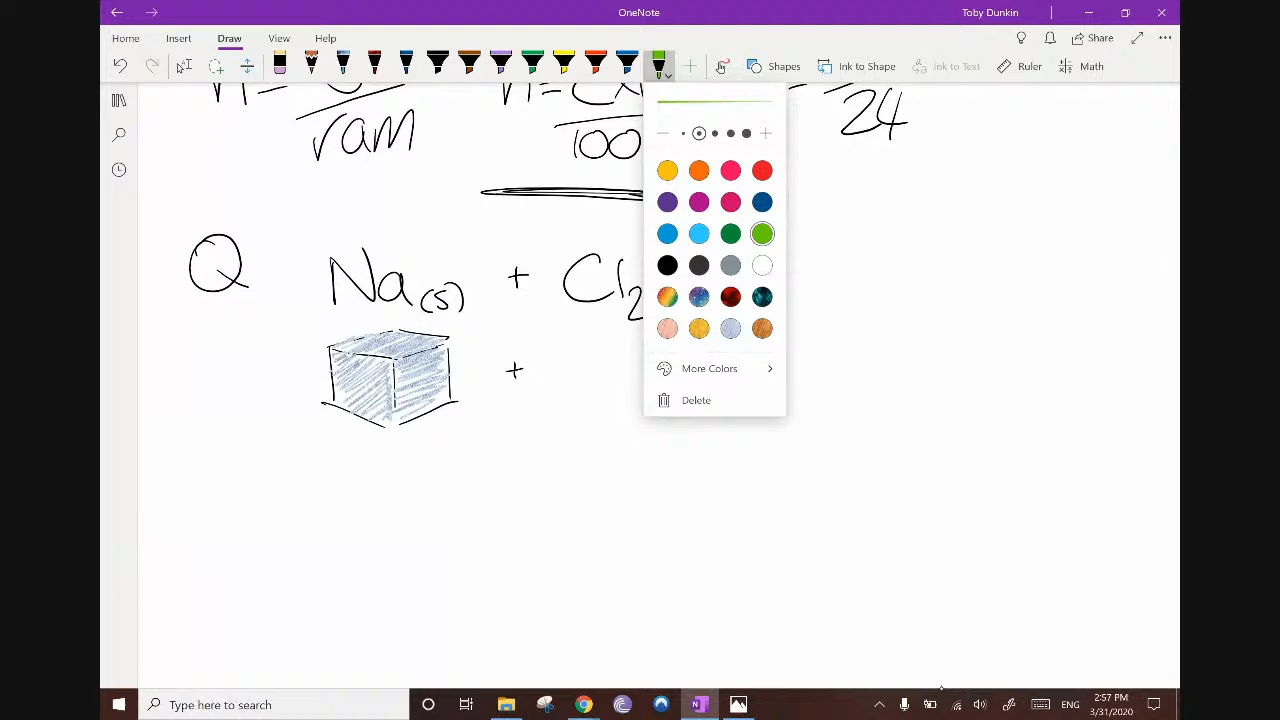 OneNote
Toby Dunkin
Home Insert Draw View Help
Share
Shapes Ink to Shape Ink to Text Ruler Math
n = n =
ram 100 24
Q Na(s) + Cl2
+
More Colors
Delete
Type here to search
ENG
2:57 PM
3/31/2020